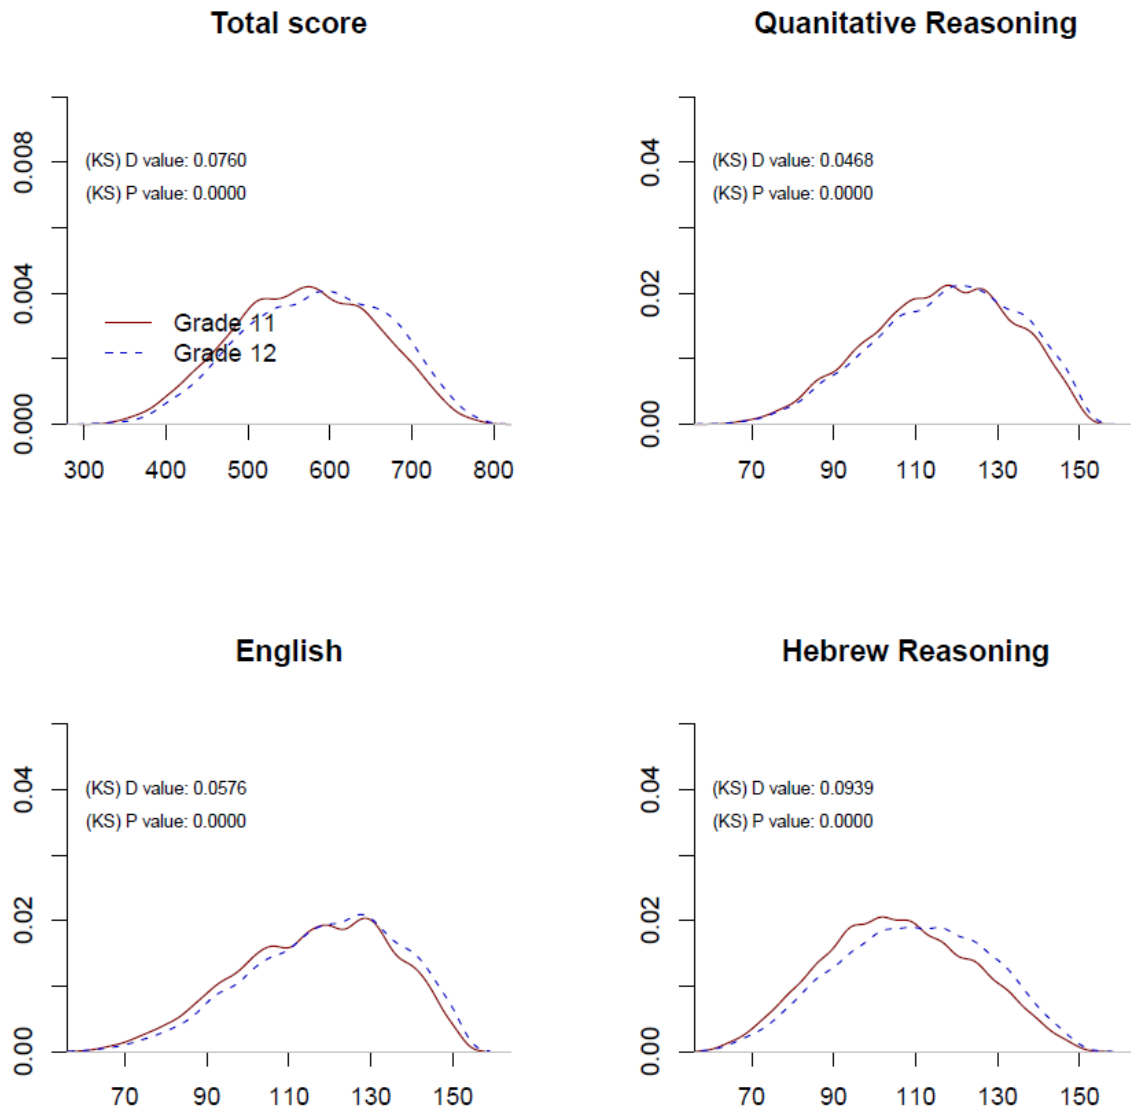 Total score
0.008
0.004
0.000
(KS) D value: 0.0760
(KS) P value: 0.0000
Grade 11
Grade 12
300 400 500 600 700 800
Quanitative Reasoning
0.04
0.02
0.00
(KS) D value: 0.0468
(KS) P value: 0.0000
70 90 110 130 150
English
0.04
0.02
0.00
(KS) D value: 0.0576
(KS) P value: 0.0000
70 90 110 130 150
Hebrew Reasoning
0.04
0.02
0.00
(KS) D value: 0.0939
(KS) P value: 0.0000
70 90 110 130 150